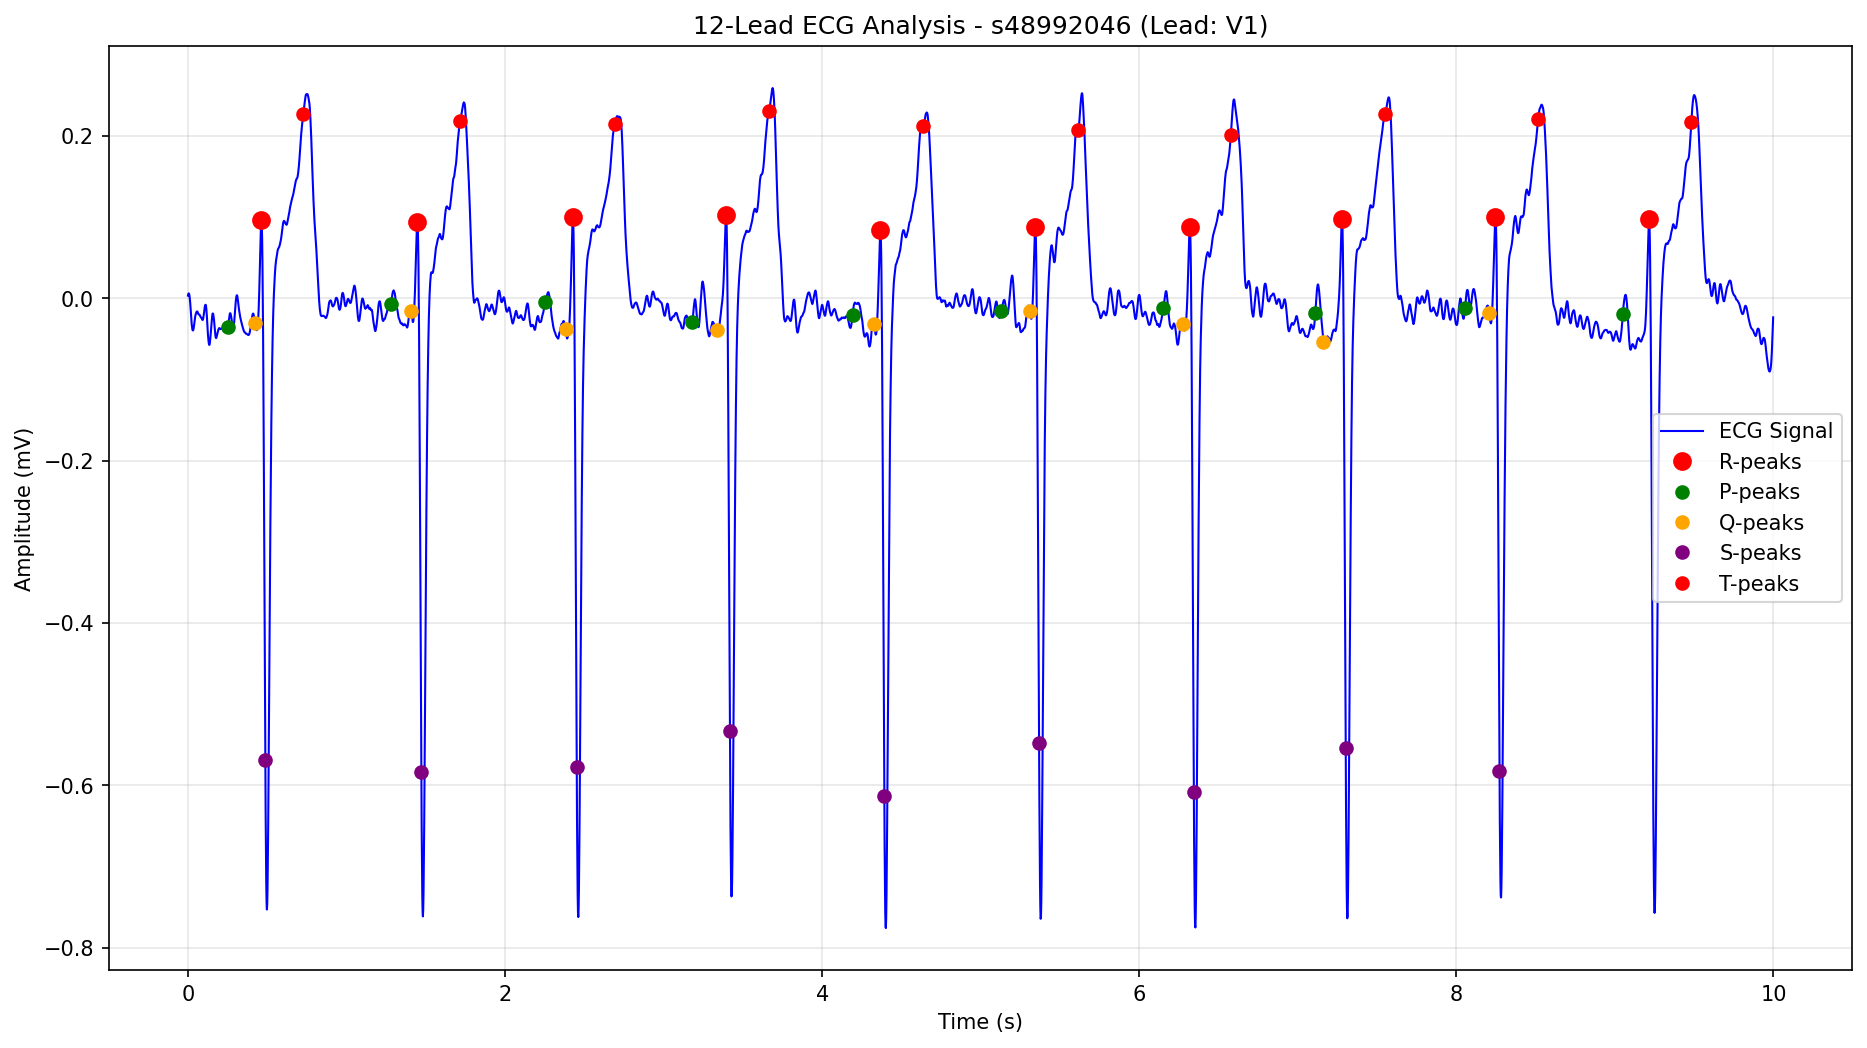 12-Lead ECG Analysis - s48992046 (Lead: V1)
0.2
0.0
−0.2
−0.4
−0.6
−0.8
Amplitude (mV)
ECG Signal
R-peaks
P-peaks
Q-peaks
S-peaks
T-peaks
0
2
4
6
8
10
Time (s)